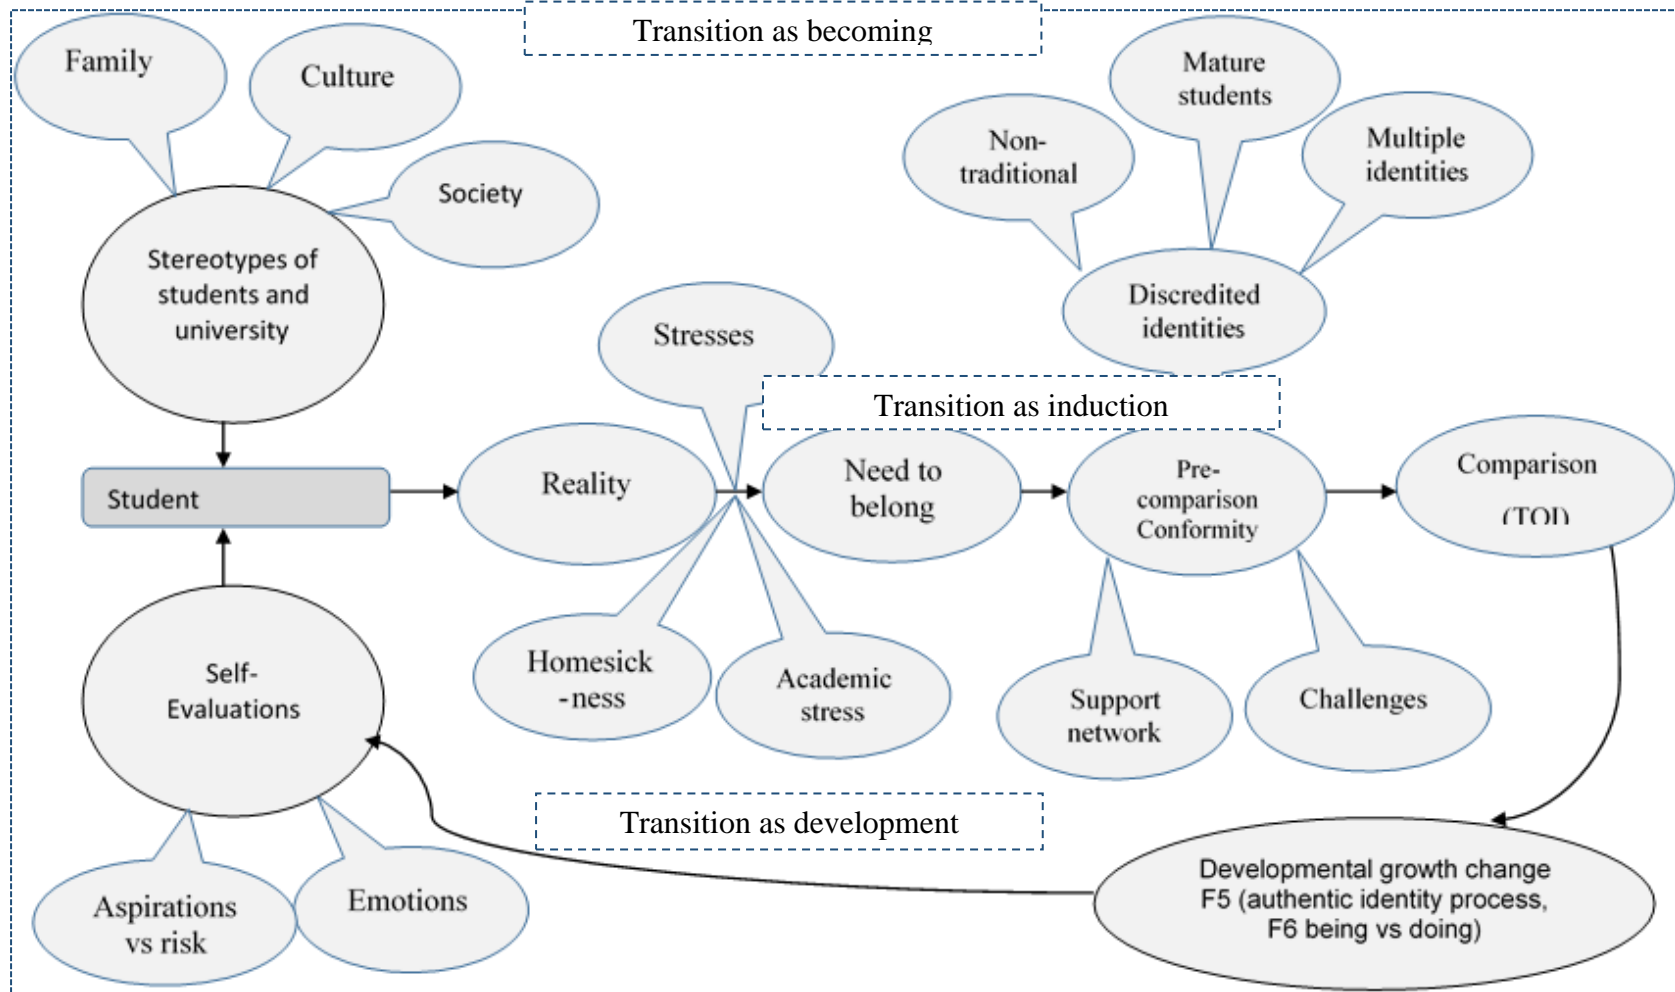 Transition as becoming
Family
Culture
Society
Mature
students
Non-
traditional
Multiple
identities
Stereotypes of
students and
university
Discredited
identities
Stresses
Transition as induction
Student
Reality
Need to
belong
Pre-
comparison
Conformity
Comparison
Self-
Evaluations
Homesick
-ness
Academic
stress
Support
network
Challenges
Transition as development
Aspirations
vs risk
Emotions
Developmental growth change
F5 (authentic identity process,
F6 being vs doing)